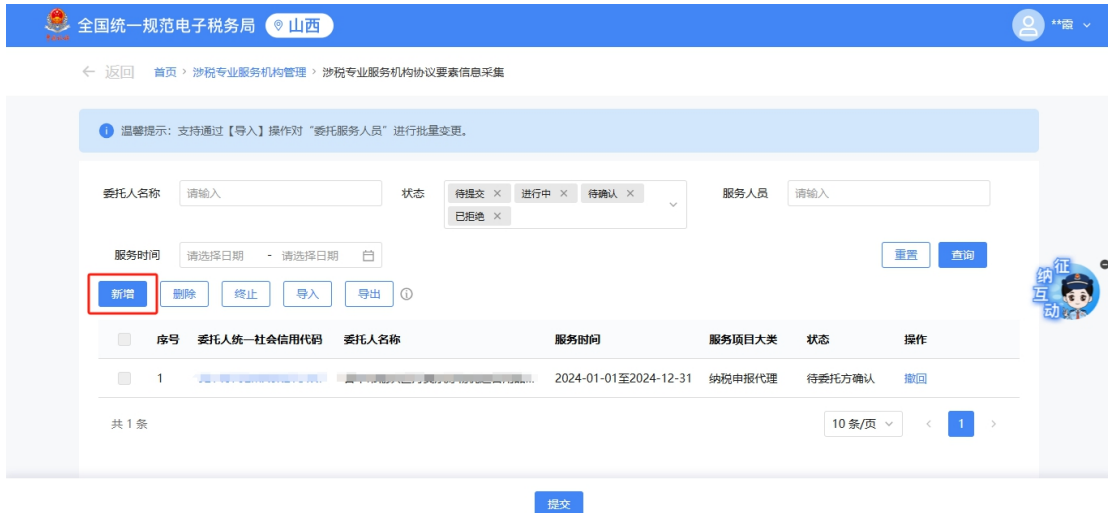 全国统一规范电子税务局 山西 **霞
返回 首页 > 涉税专业服务机构管理 > 涉税专业服务机构协议要素信息采集
温馨提示：支持通过【导入】操作对“委托服务人员”进行批量变更。
委托人名称 请输入 状态 待提交 × 进行中 × 待确认 × 服务人员 请输入
已拒绝 ×
服务时间 请选择日期 - 请选择日期 重置 查询
新增 删除 终止 导入 导出
征纳互动
序号 委托人统一社会信用代码 委托人名称 服务时间 服务项目大类 状态 操作
1 2024-01-01至2024-12-31 纳税申报代理 待委托方确认 撤回
共 1 条 10 条/页 < 1 >
提交